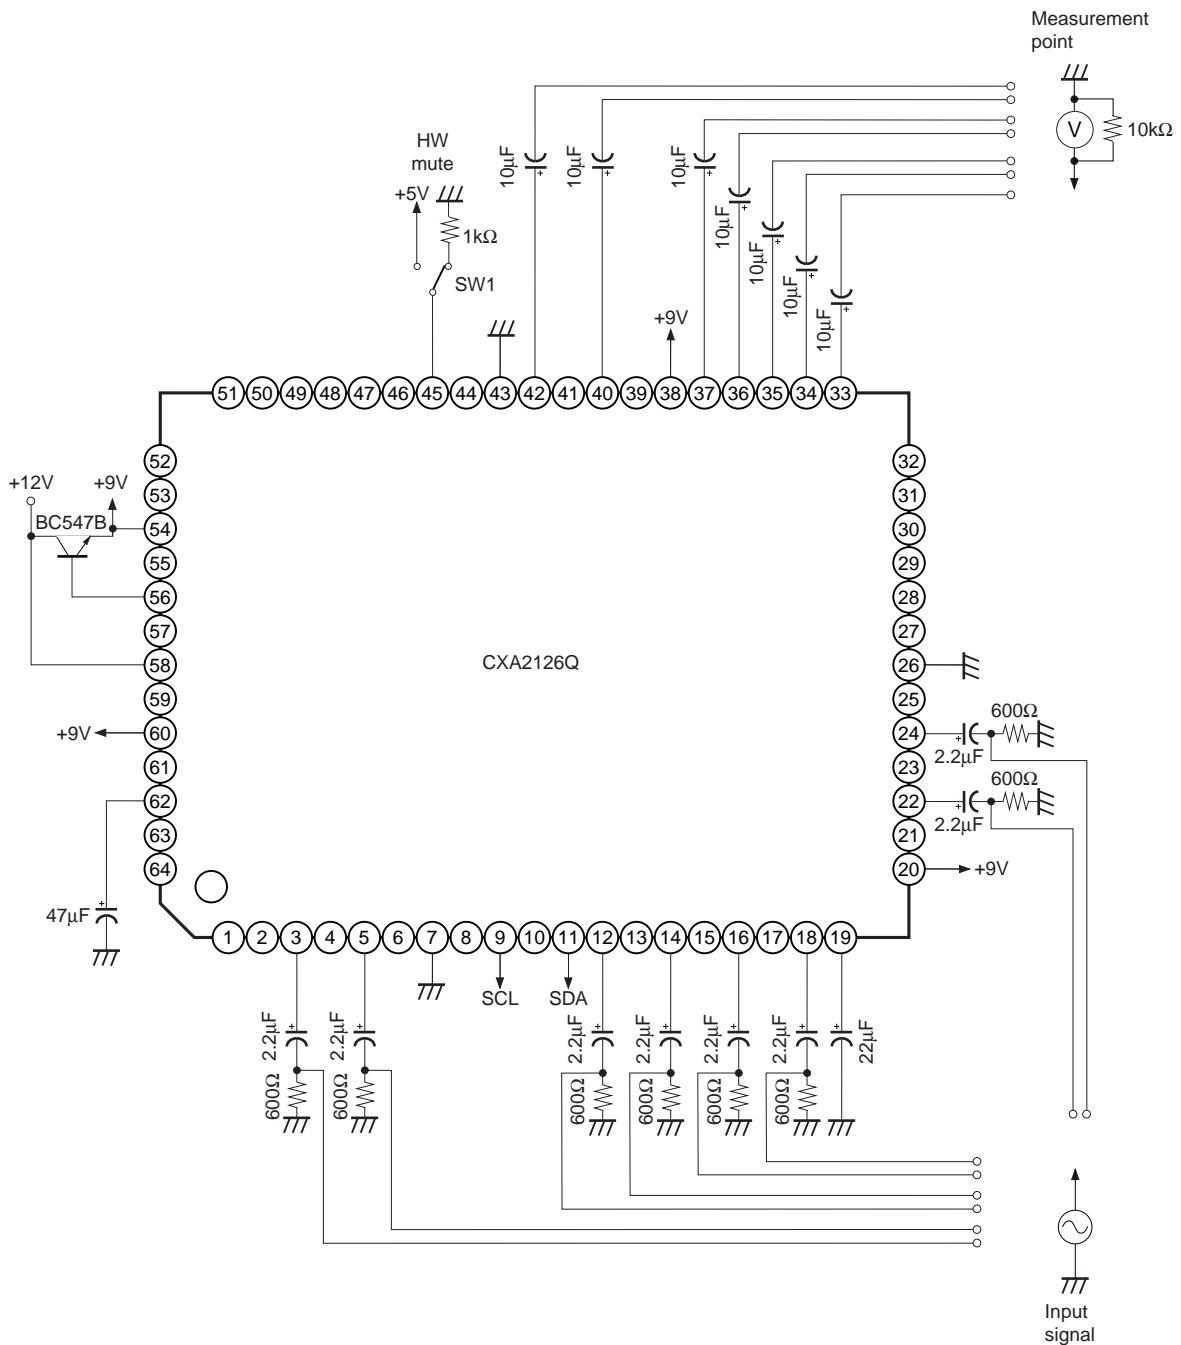 Measurement
point
V
10kΩ
HW
mute
+5V
1kΩ
SW1
10μF
10μF
10μF
10μF
10μF
10μF
10μF
+9V
51 50 49 48 47 46 45 44 43 42 41 40 39 38 37 36 35 34 33
52
53
54
55
56
57
58
59
60
61
62
63
64
+12V
+9V
BC547B
+9V
47μF
CXA2126Q
32
31
30
29
28
27
26
25
24
23
22
21
20
600Ω
2.2μF
600Ω
2.2μF
+9V
1 2 3 4 5 6 7 8 9 10 11 12 13 14 15 16 17 18 19
SCL
SDA
2.2μF
2.2μF
2.2μF
2.2μF
2.2μF
2.2μF
22μF
600Ω
600Ω
600Ω
600Ω
600Ω
600Ω
Input
signal